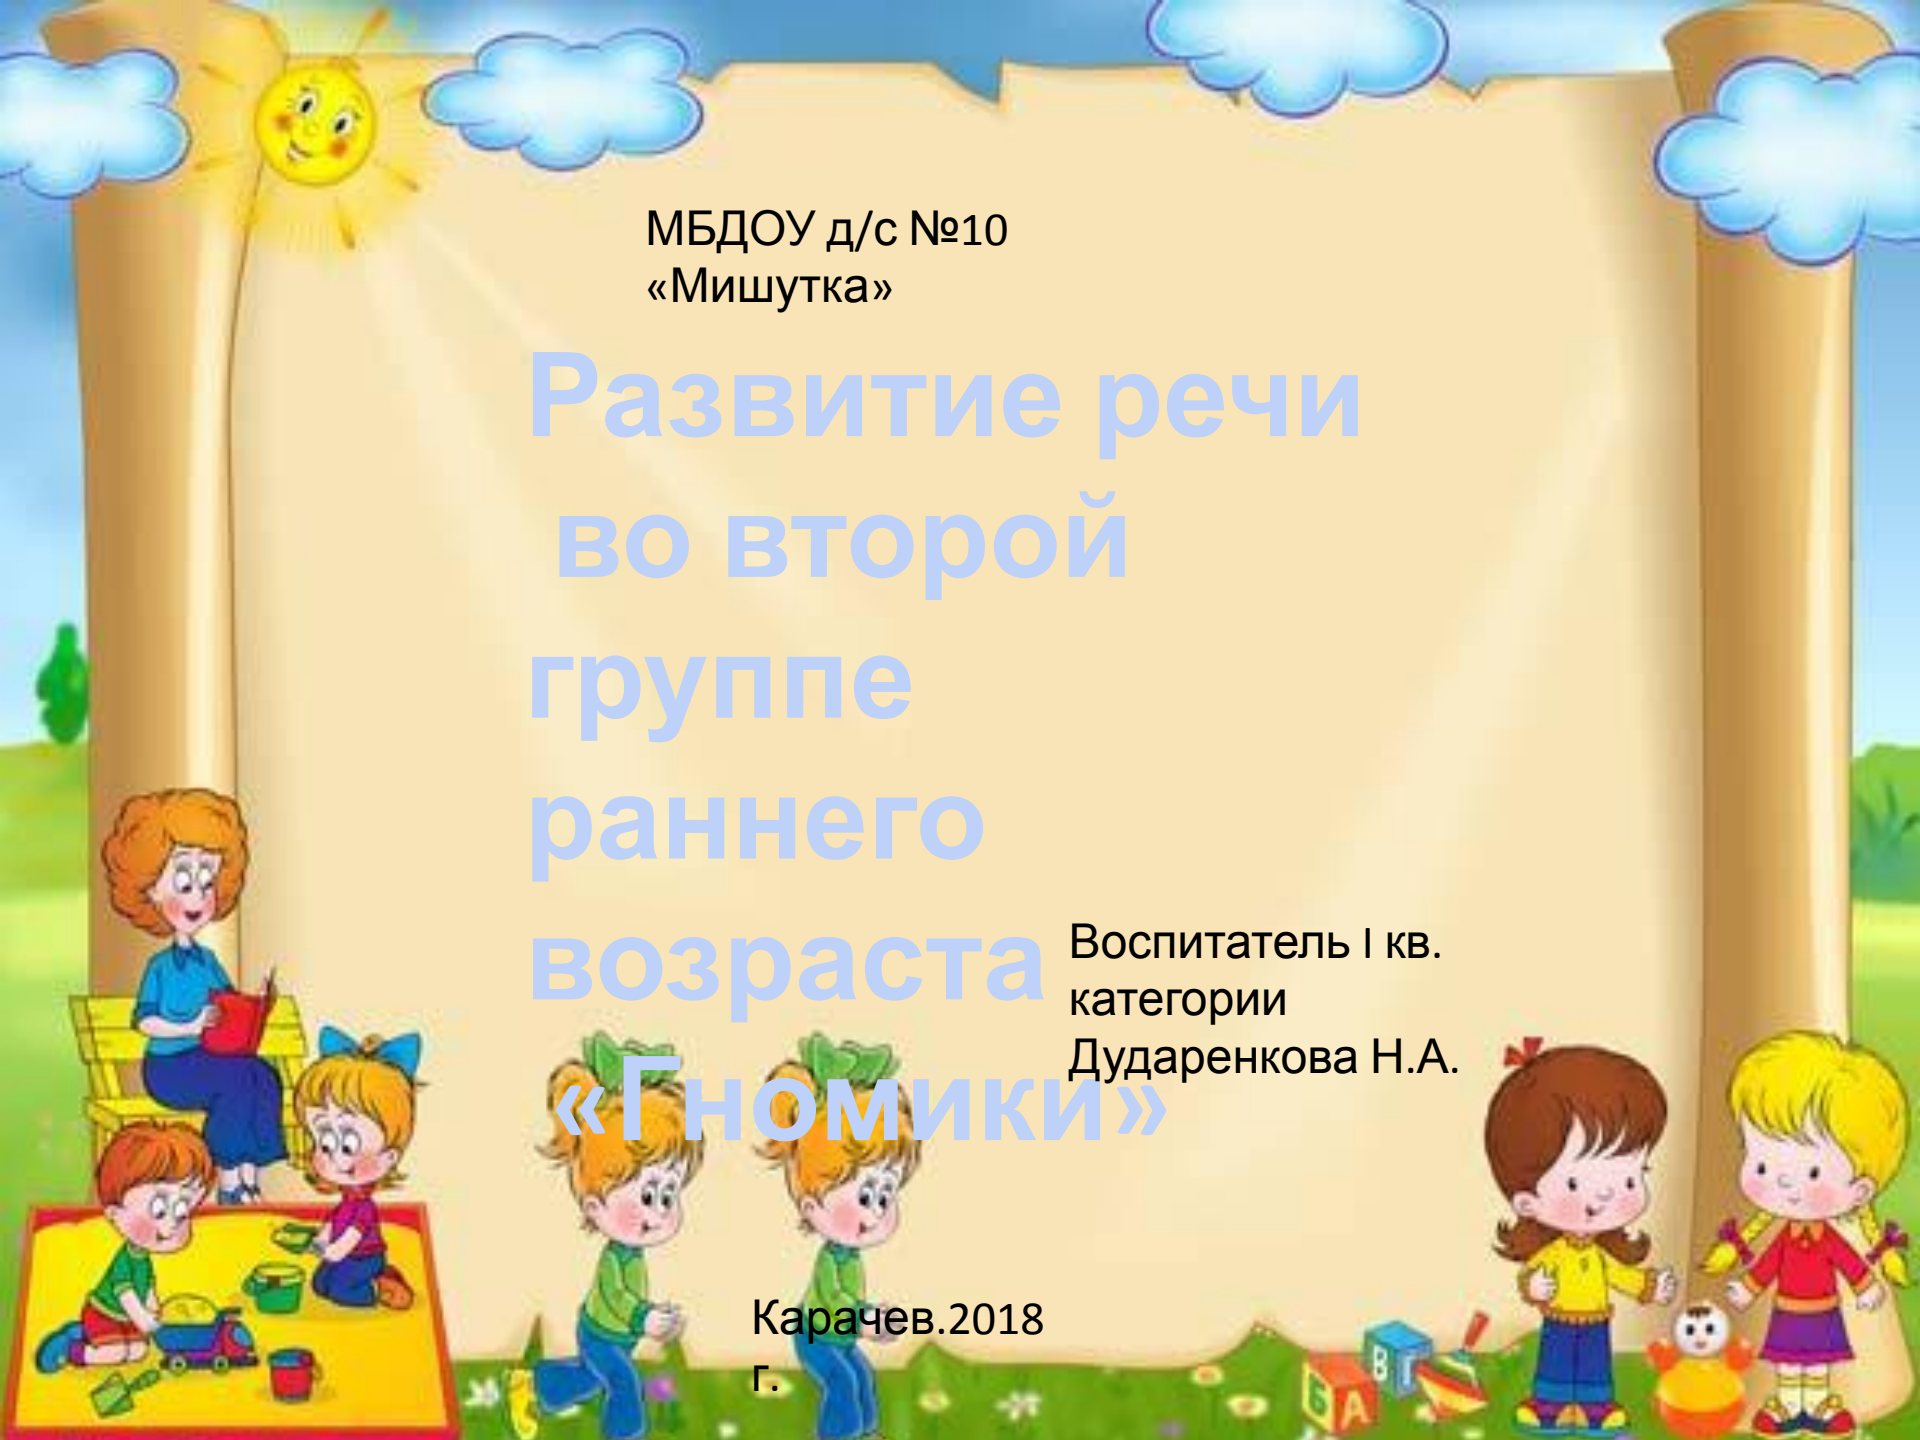 МБДОУ д/с №10
«Мишутка»
Развитие речи
во второй
группе
раннего
возраста
«Гномики»
Воспитатель I кв.
категории
Дударенкова Н.А.
Карачев.2018
г.
Б
А
В
Г